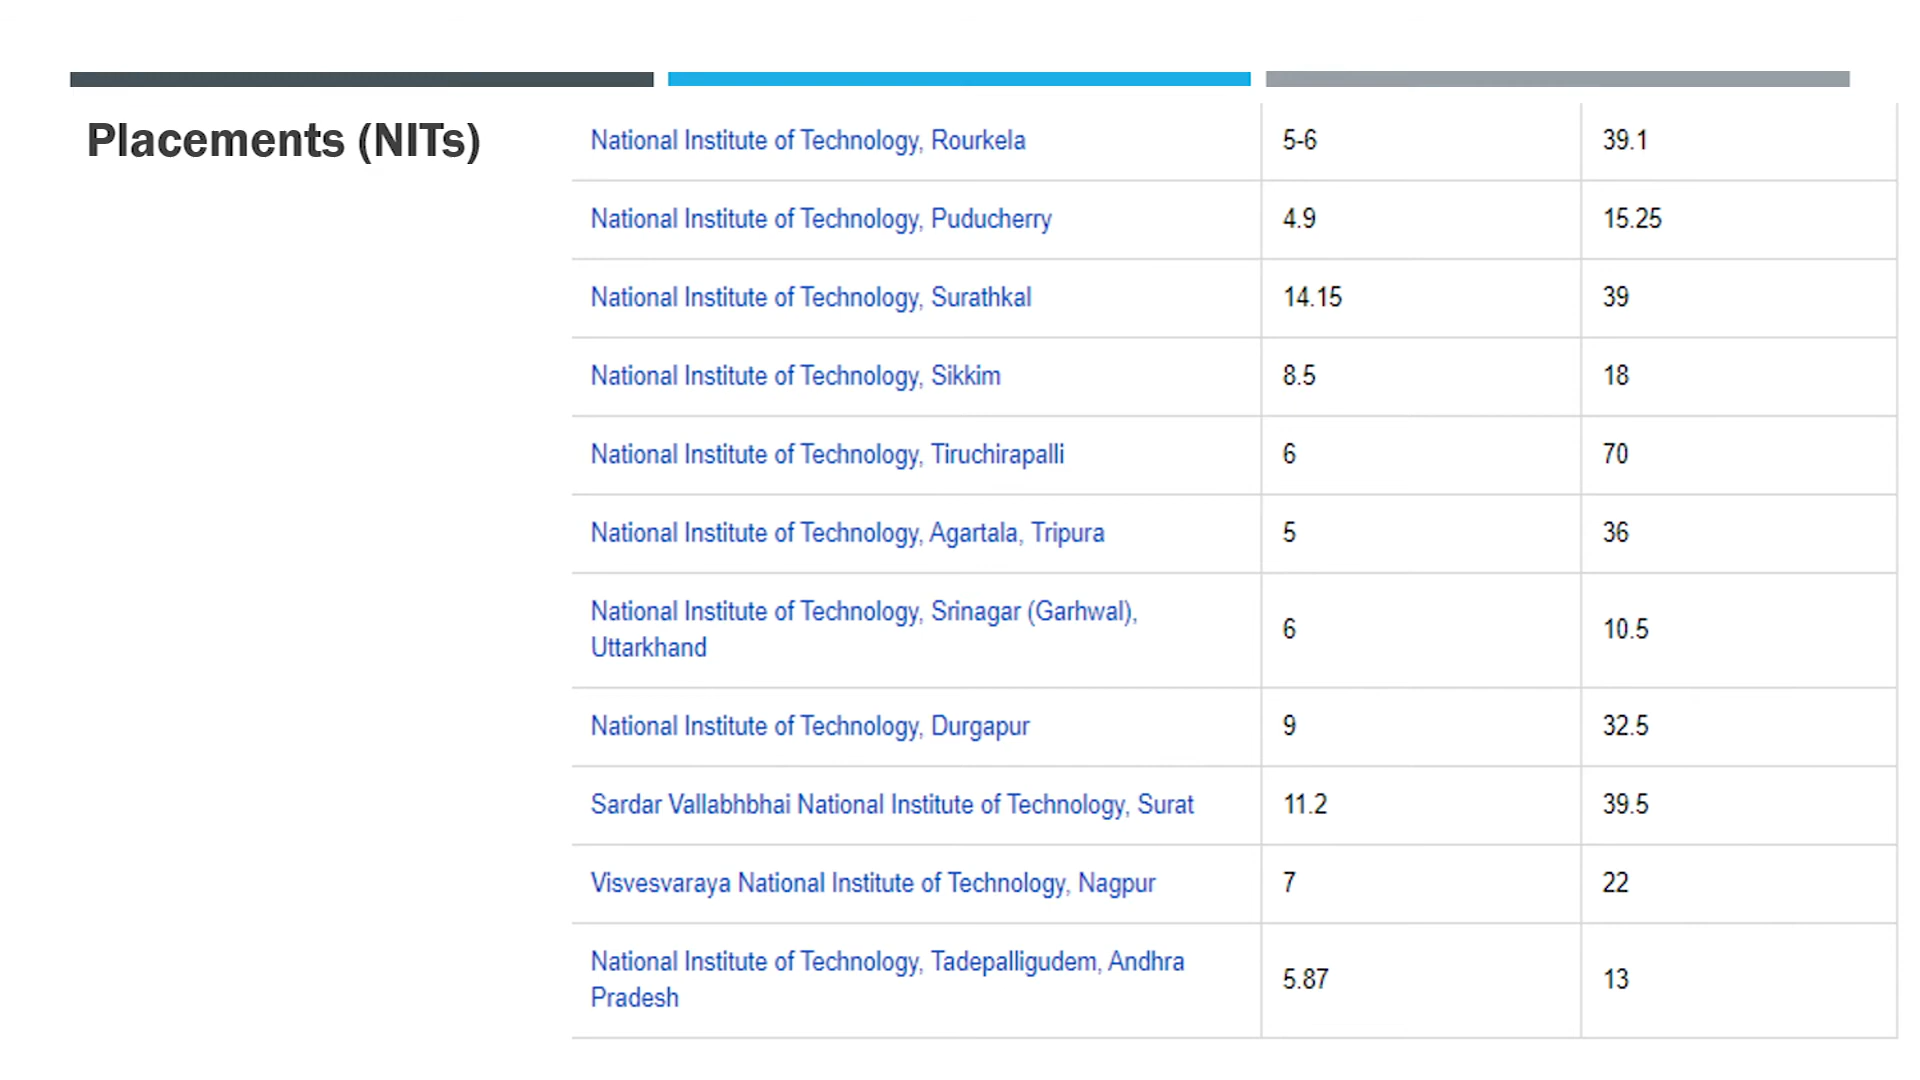 Placements (NITs)
National Institute of Technology, Rourkela 5-6 39.1
National Institute of Technology, Puducherry 4.9 15.25
National Institute of Technology, Surathkal 14.15 39
National Institute of Technology, Sikkim 8.5 18
National Institute of Technology, Tiruchirapalli 6 70
National Institute of Technology, Agartala, Tripura 5 36
National Institute of Technology, Srinagar (Garhwal),
Uttarkhand 6 10.5
National Institute of Technology, Durgapur 9 32.5
Sardar Vallabhbhai National Institute of Technology, Surat 11.2 39.5
Visvesvaraya National Institute of Technology, Nagpur 7 22
National Institute of Technology, Tadepalligudem, Andhra
Pradesh 5.87 13